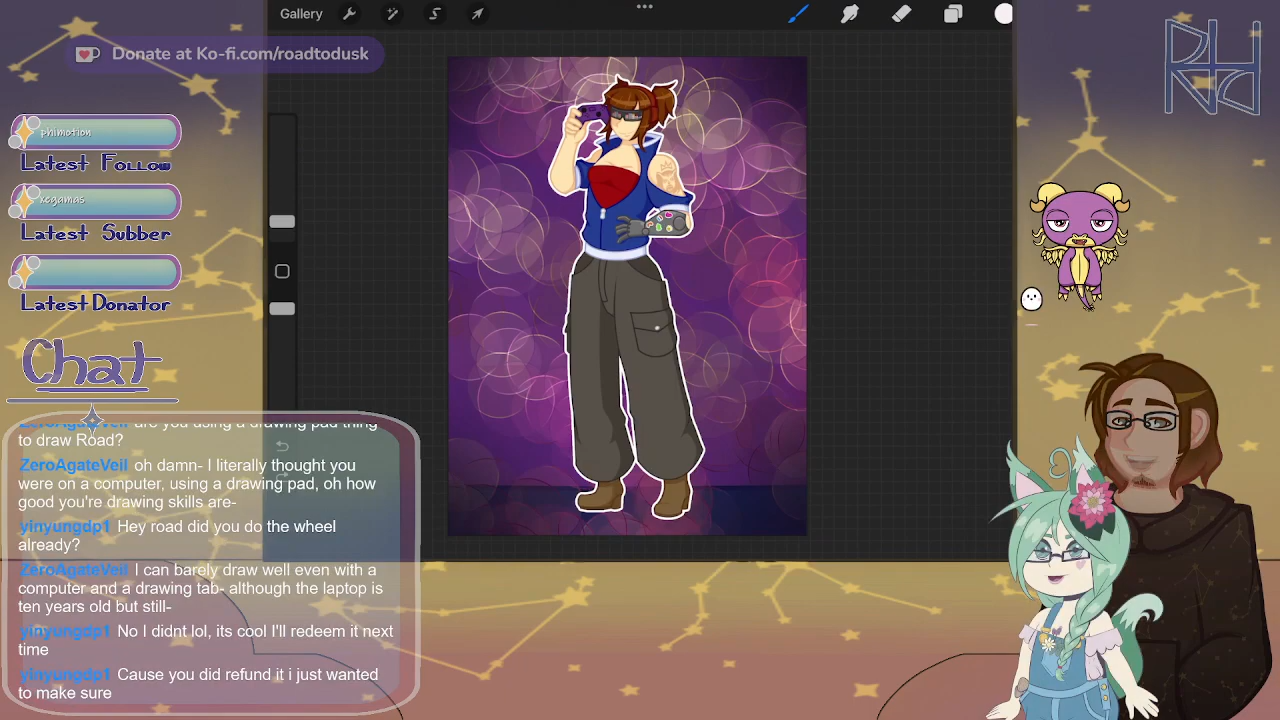 Gallery
Donate at Ko-fi.com/roadtodusk
phimotion
Latest Follow
xegamas
Latest Subber
Latest Donator
Chat
ZeroAgateVeil are you using a drawing pad thing
to draw Road?
ZeroAgateVeil oh damn- I literally thought you
were on a computer, using a drawing pad, oh how
good you're drawing skills are-
yinyungdp1 Hey road did you do the wheel
already?
ZeroAgateVeil I can barely draw well even with a
computer and a drawing tab- although the laptop is
ten years old but still-
yinyungdp1 No I didnt lol, its cool I'll redeem it next
time
yinyungdp1 Cause you did refund it i just wanted
to make sure